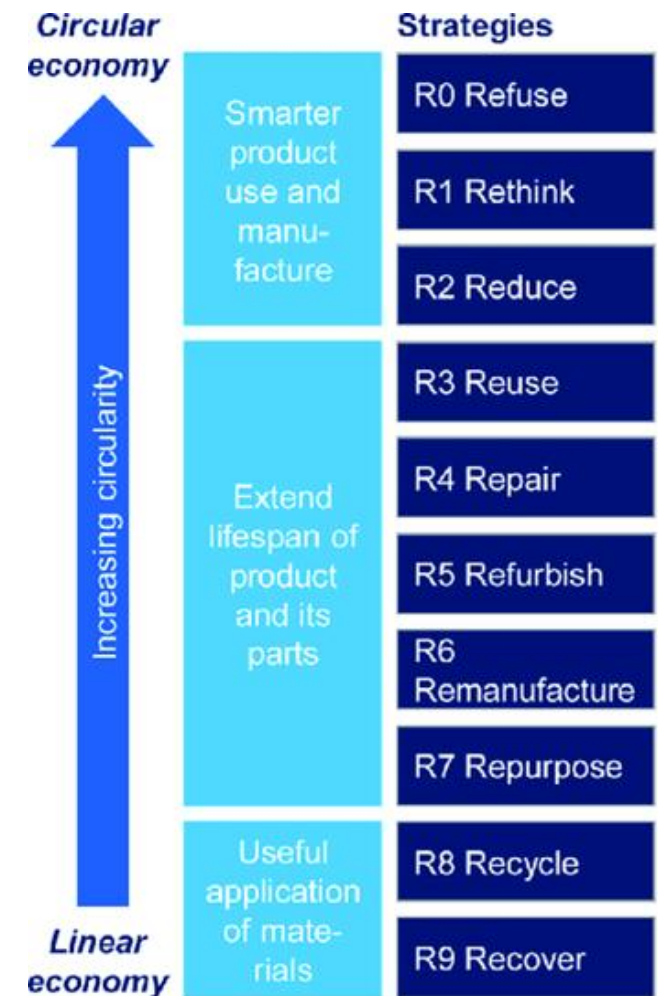 Circular
economy
Strategies
Increasing circularity
Linear
economy
Smarter
product
use and
manu-
facture
R0 Refuse
R1 Rethink
R2 Reduce
Extend
lifespan of
product
and its
parts
R3 Reuse
R4 Repair
R5 Refurbish
R6
Remanufacture
R7 Repurpose
Useful
application
of mate-
rials
R8 Recycle
R9 Recover